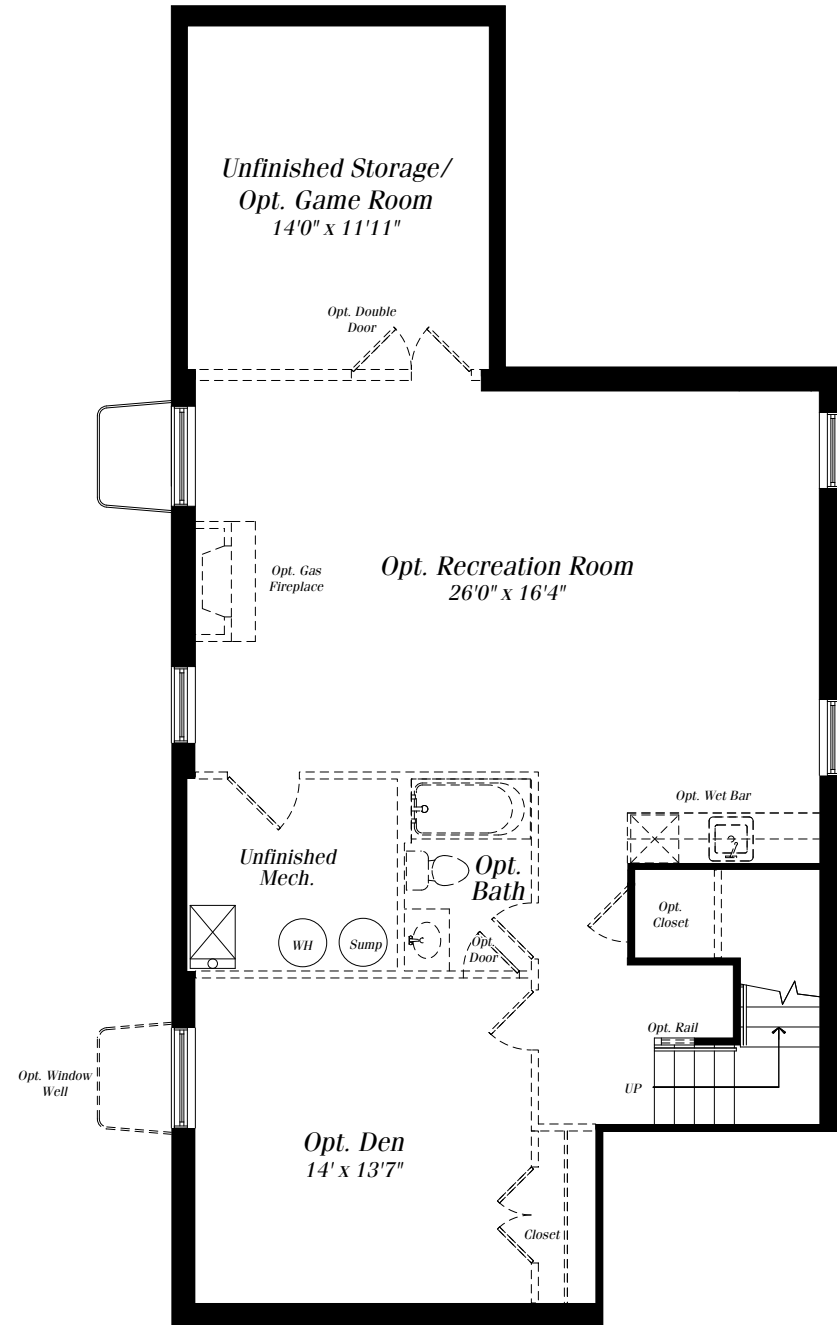 Unfinished Storage/
Opt. Game Room
14'0" x 11'11"
Opt. Double
Door
Opt. Gas
Fireplace
Opt. Recreation Room
26'0" x 16'4"
Opt. Wet Bar
Unfinished
Mech.
Opt.
Bath
Opt.
Closet
WH
Sump
Opt.
Door
Opt. Rail
Opt. Window
Well
UP
Opt. Den
14' x 13'7"
Closet